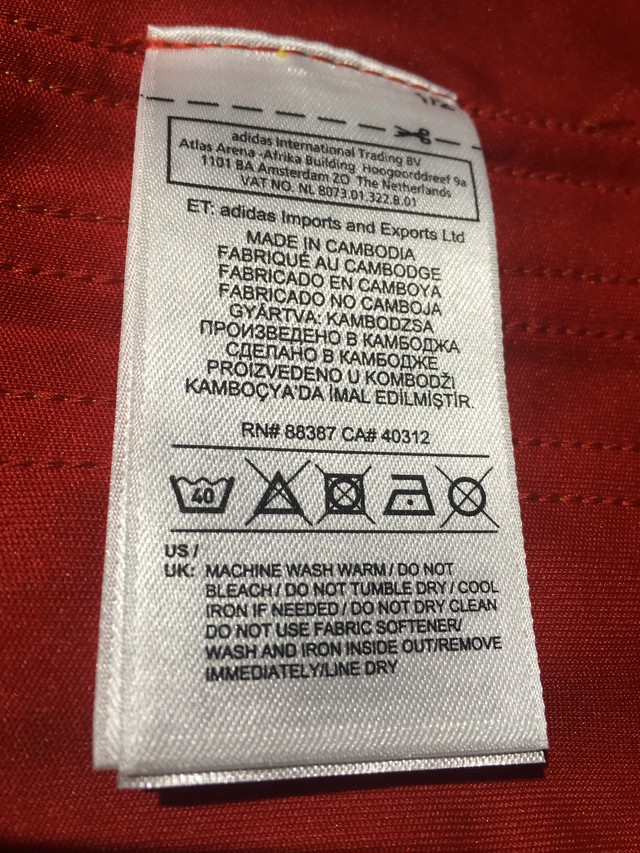 adidas International Trading BV
Atlas Arena -Afrika Building Hoogoorddreef 9a
1101 BA Amsterdam ZO The Netherlands
VAT NO. NL 8073.01.322.B.01
ET: adidas Imports and Exports Ltd
MADE IN CAMBODIA
FABRIQUÉ AU CAMBODGE
FABRICADO EN CAMBOYA
FABRICADO NO CAMBOJA
GYÁRTVA: KAMBODZSA
ПРОИЗВЕДЕНО В КАМБОДЖА
СДЕЛАНО В КАМБОДЖЕ
PROIZVEDENO U KOMBODŽI
KAMBOÇYA'DA İMAL EDİLMİŞTİR.
RN# 88387 CA# 40312
40
US /
UK: MACHINE WASH WARM / DO NOT
BLEACH / DO NOT TUMBLE DRY / COOL
IRON IF NEEDED / DO NOT DRY CLEAN
DO NOT USE FABRIC SOFTENER/
WASH AND IRON INSIDE OUT/REMOVE
IMMEDIATELY/LINE DRY